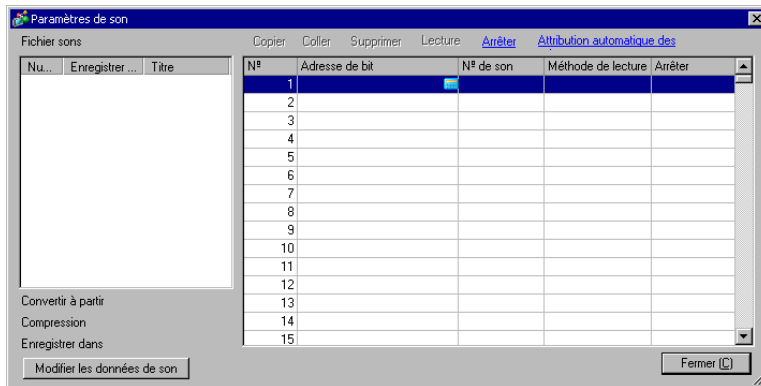 Paramètres de son
Fichier sons
Copier Coller Supprimer Lecture Arrêter Attribution automatique des
Nu... Enregistrer ... Titre
Nº Adresse de bit Nº de son Méthode de lecture Arrêter
1
2
3
4
5
6
7
8
9
10
11
12
13
14
15
Convertir à partir
Compression
Enregistrer dans
Modifier les données de son
Fermer (C)